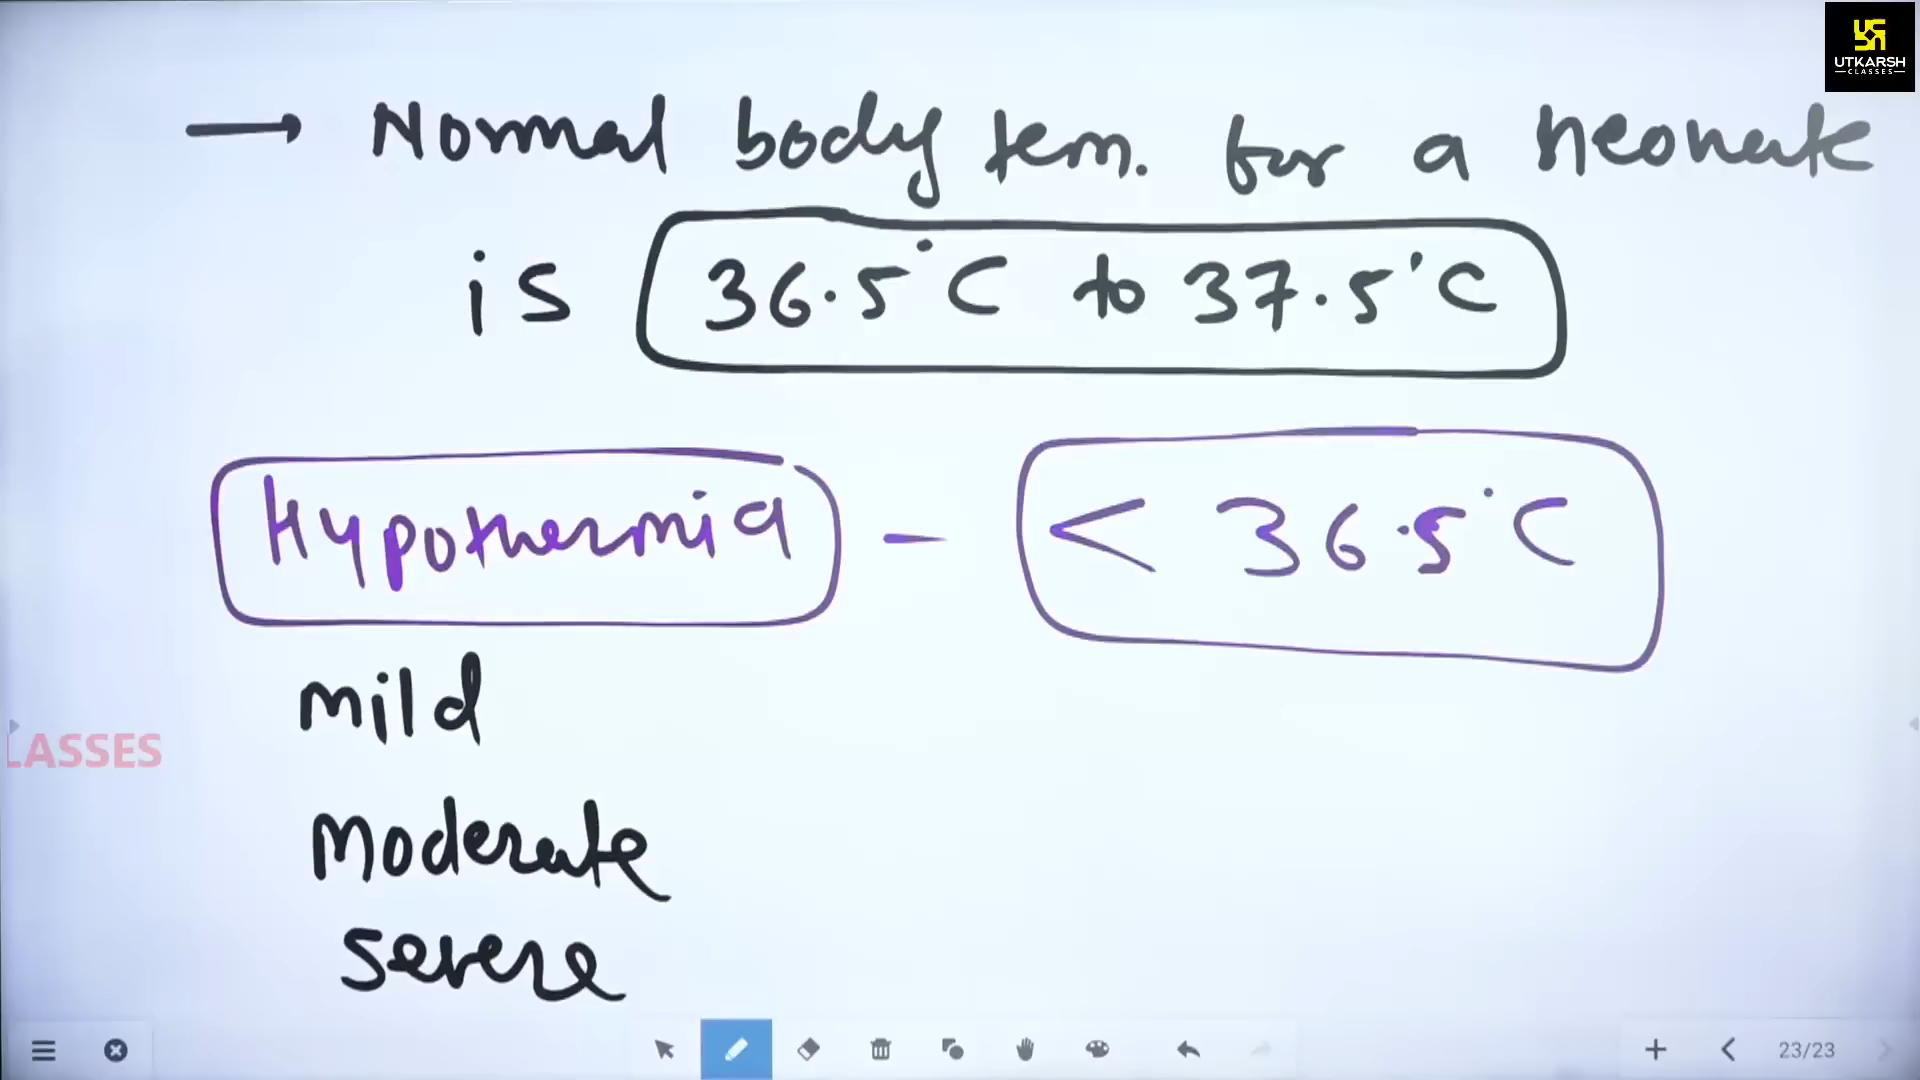 UTKARSH
CLASSES
→ Normal body tem. for a neonate
is 36.5°C to 37.5°C
Hypothermia - < 36.5°C
mild
LASSES
Moderate
Severe
23/23